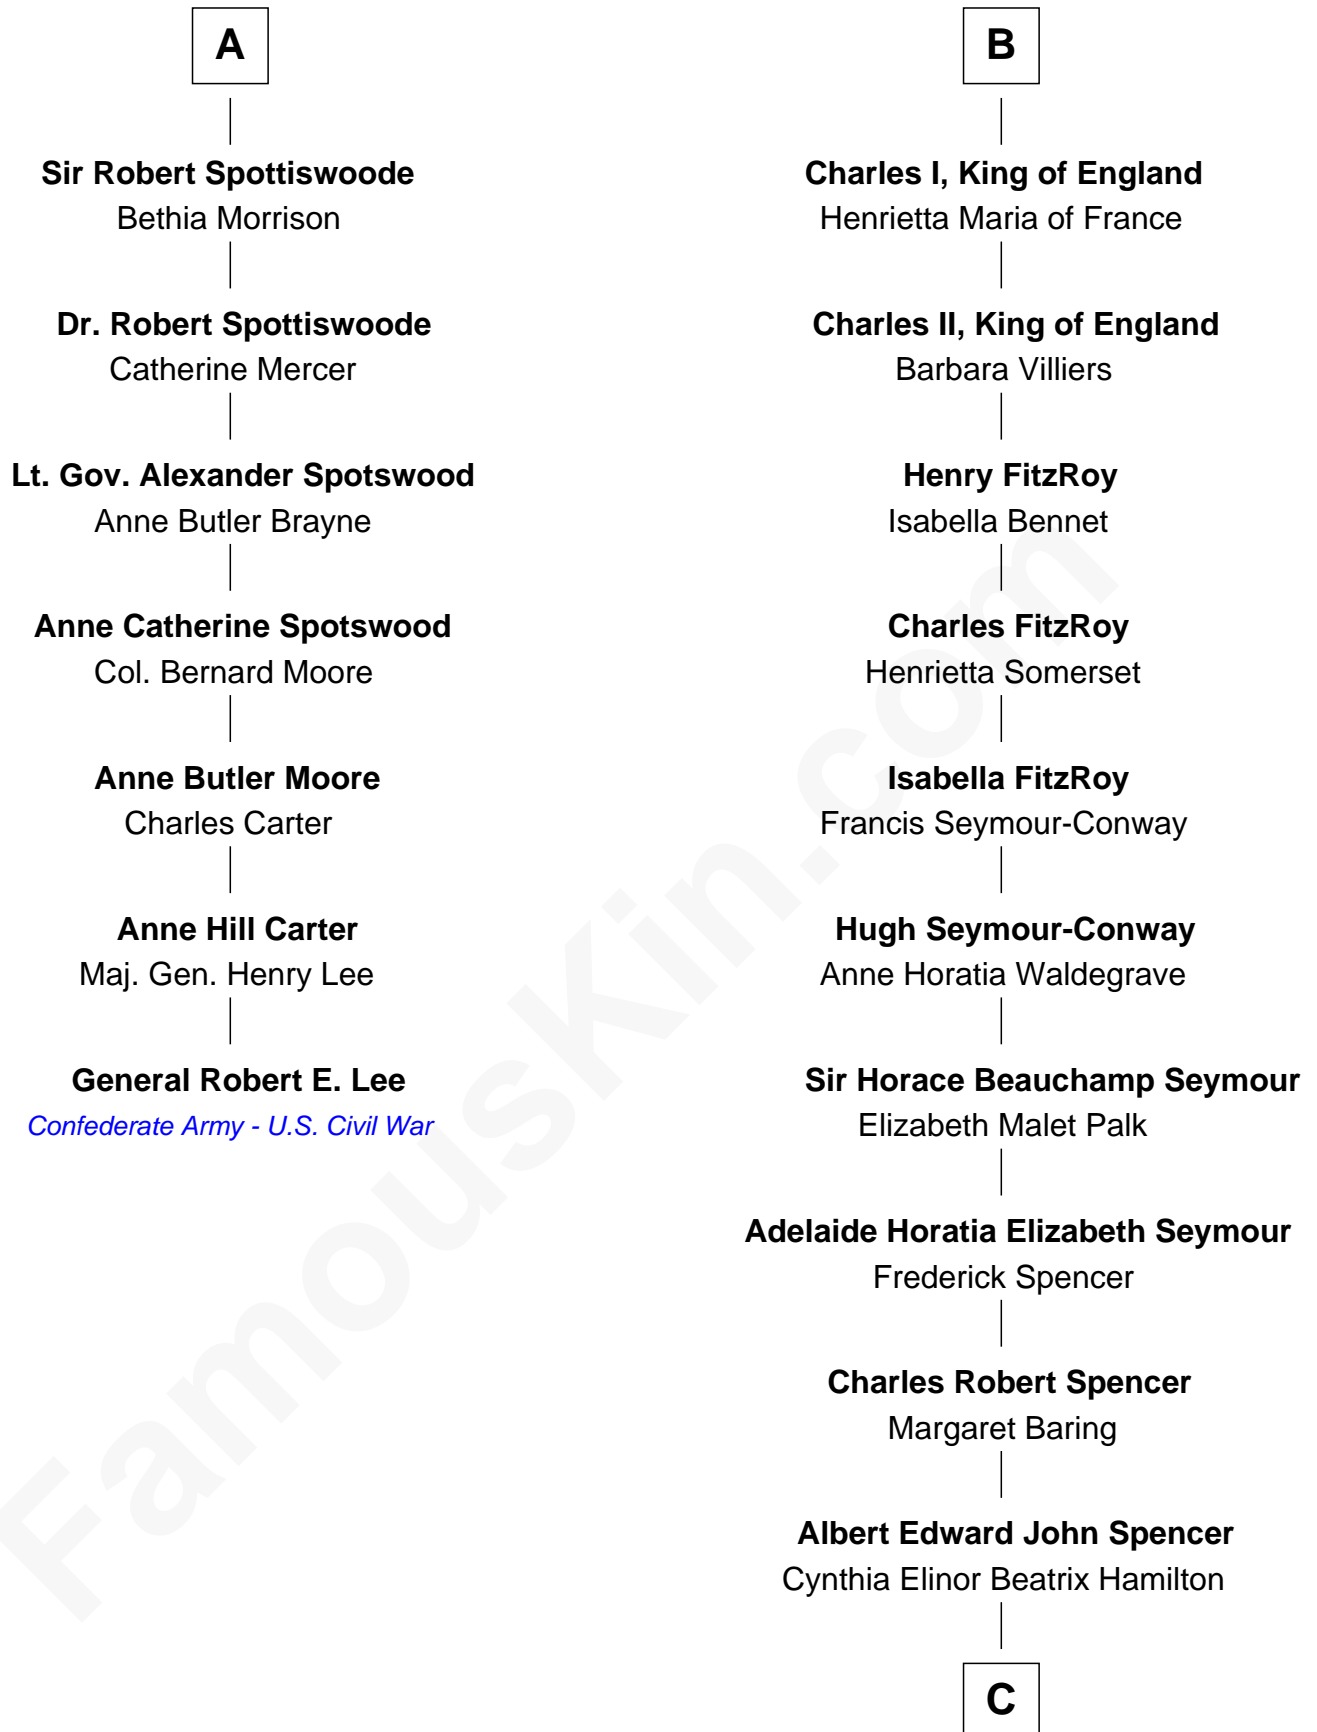 A
Sir Robert Spottiswoode
Bethia Morrison
Dr. Robert Spottiswoode
Catherine Mercer
Lt. Gov. Alexander Spotswood
Anne Butler Brayne
Anne Catherine Spotswood
Col. Bernard Moore
Anne Butler Moore
Charles Carter
Anne Hill Carter
Maj. Gen. Henry Lee
General Robert E. Lee
Confederate Army - U.S. Civil War
B
Charles I, King of England
Henrietta Maria of France
Charles II, King of England
Barbara Villiers
Henry FitzRoy
Isabella Bennet
Charles FitzRoy
Henrietta Somerset
Isabella FitzRoy
Francis Seymour-Conway
Hugh Seymour-Conway
Anne Horatia Waldegrave
Sir Horace Beauchamp Seymour
Elizabeth Malet Palk
Adelaide Horatia Elizabeth Seymour
Frederick Spencer
Charles Robert Spencer
Margaret Baring
Albert Edward John Spencer
Cynthia Elinor Beatrix Hamilton
C
FamousKin.com